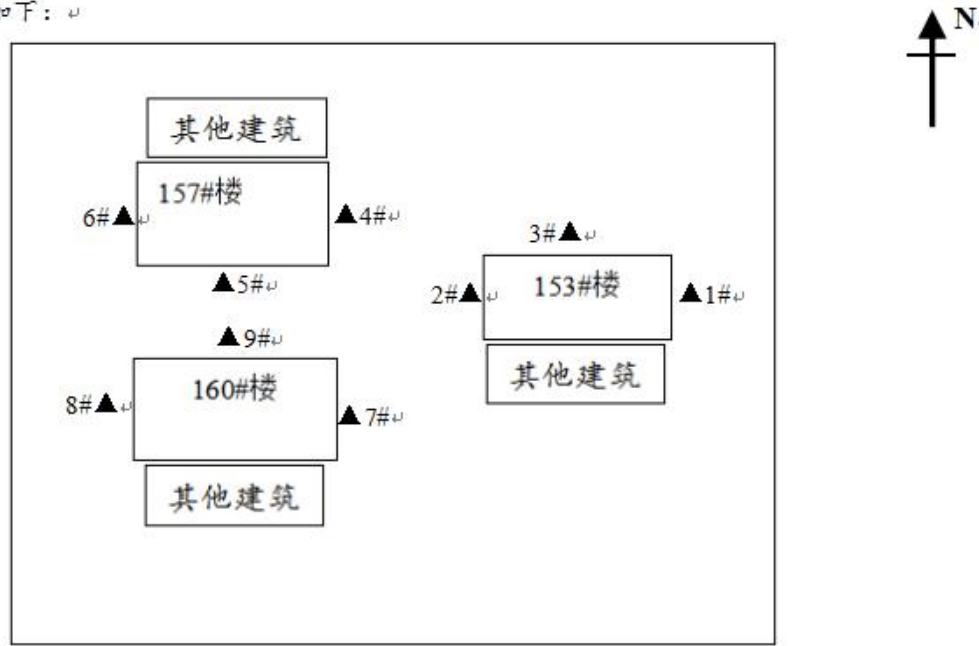 如下：
N
其他建筑
157#楼
6#▲
▲4#
▲5#
3#▲
2#▲
153#楼
▲1#
其他建筑
▲9#
160#楼
8#▲
▲7#
其他建筑